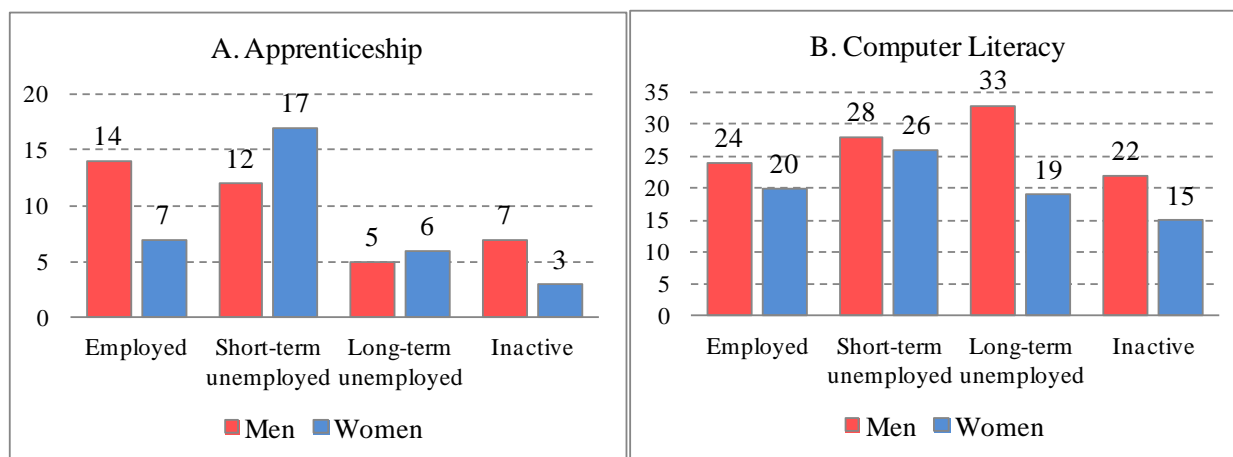 A. Apprenticeship
20
15
10
5
0
14
7
12
17
5
6
7
3
Employed
Short-term
unemployed
Long-term
unemployed
Inactive
Men
Women
B. Computer Literacy
35
30
25
20
15
10
5
0
24
20
28
26
33
19
22
15
Employed
Short-term
unemployed
Long-term
unemployed
Inactive
Men
Women